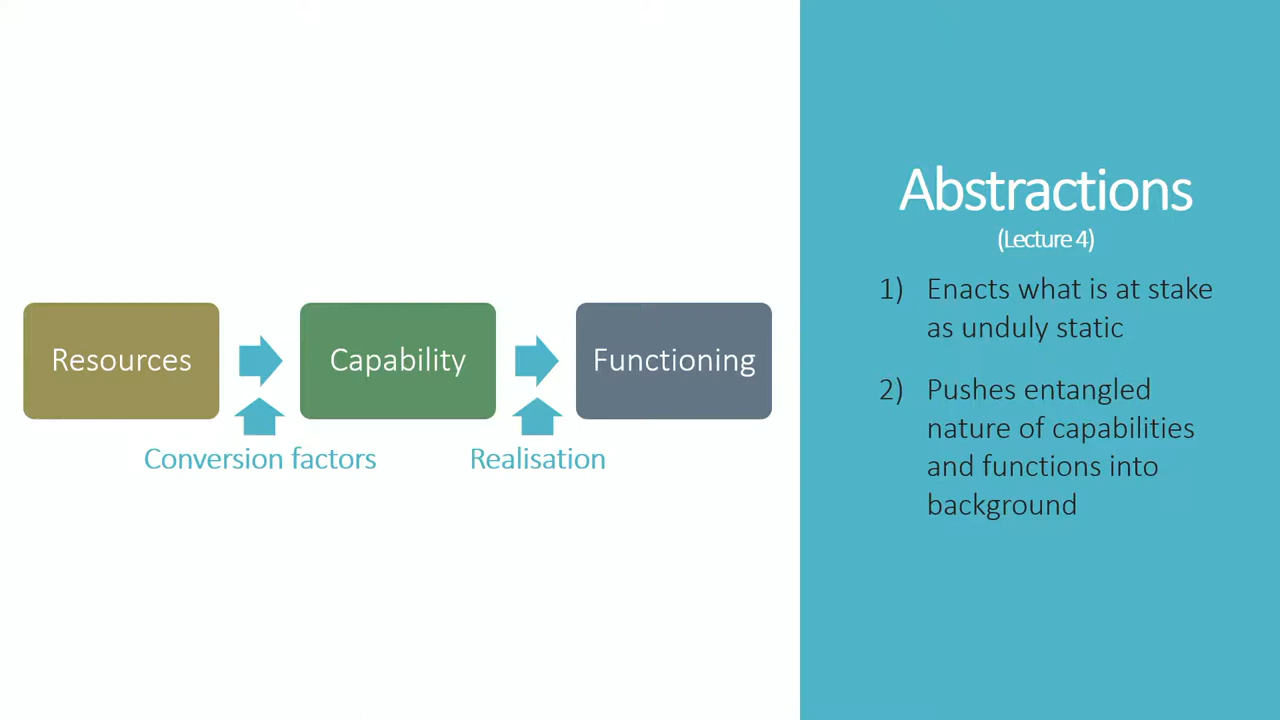 Resources
Capability
Functioning
Conversion factors
Realisation
Abstractions
(Lecture 4)
1) Enacts what is at stake
as unduly static
2) Pushes entangled
nature of capabilities
and functions into
background